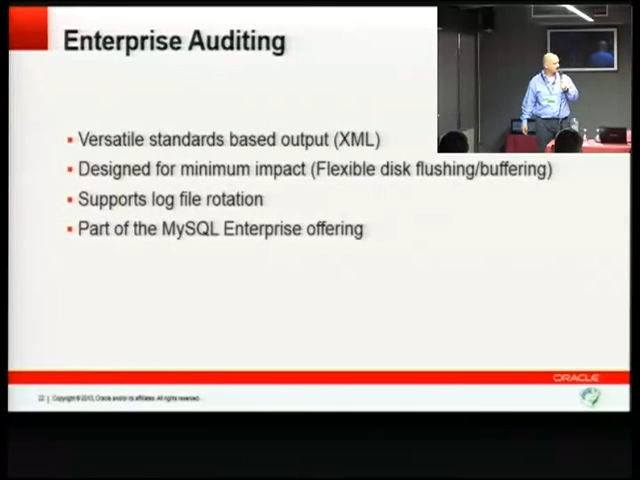 Enterprise Auditing
▪ Versatile standards based output (XML)
▪ Designed for minimum impact (Flexible disk flushing/buffering)
▪ Supports log file rotation
▪ Part of the MySQL Enterprise offering
ORACLE
22 | Copyright © 2013, Oracle and/or its affiliates. All rights reserved.